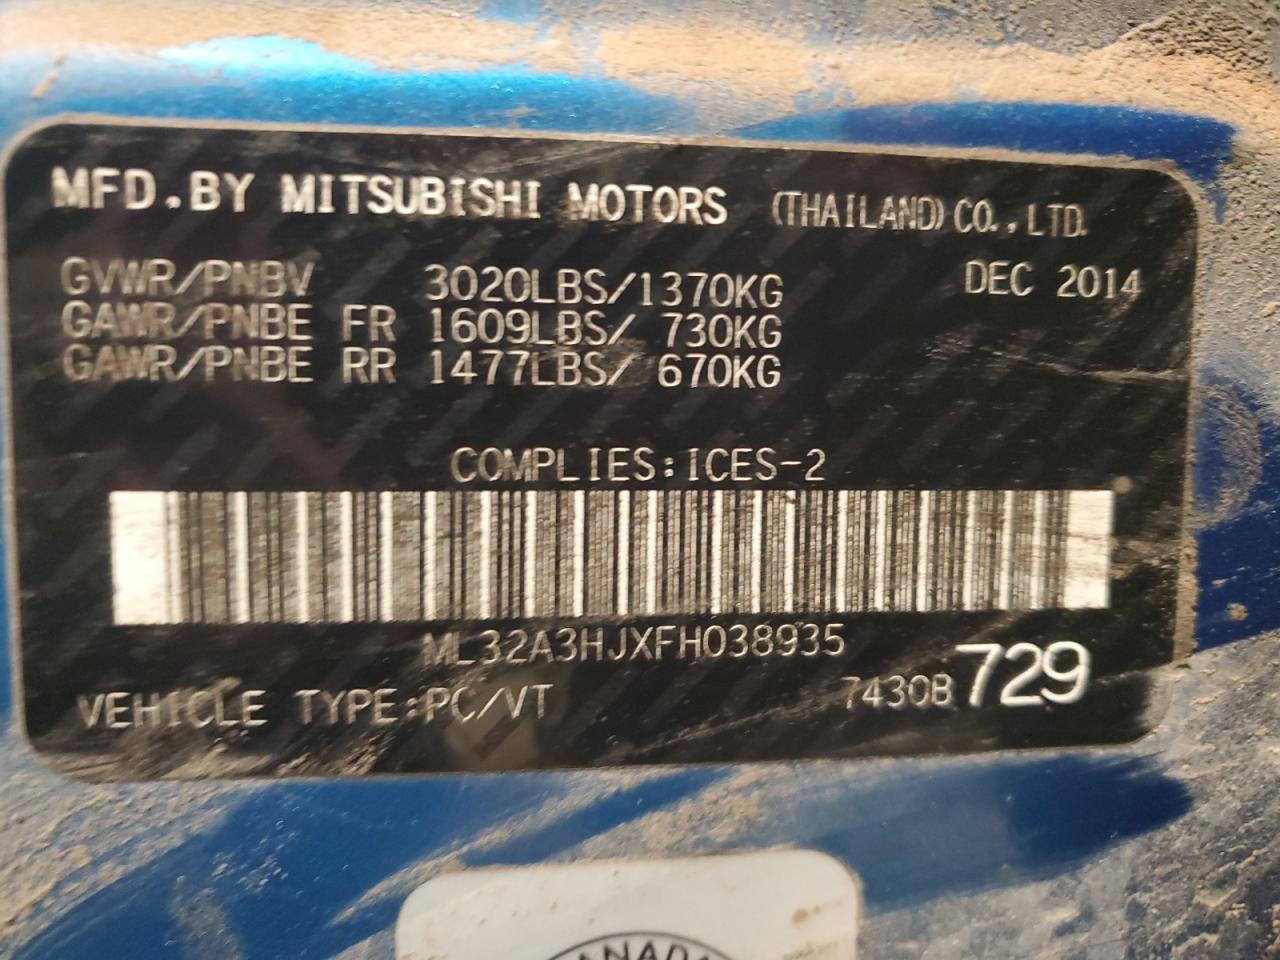 MFD.BY MITSUBISHI MOTORS (THAILAND)CO.,LTD.
GVWR/PNBV 3020LBS/1370KG DEC 2014
GAWR/PNBE FR 1609LBS/ 730KG
GAWR/PNBE RR 1477LBS/ 670KG
COMPLIES:ICES-2
ML32A3HJXFH038935
VEHICLE TYPE:PC/VT 7430B 729